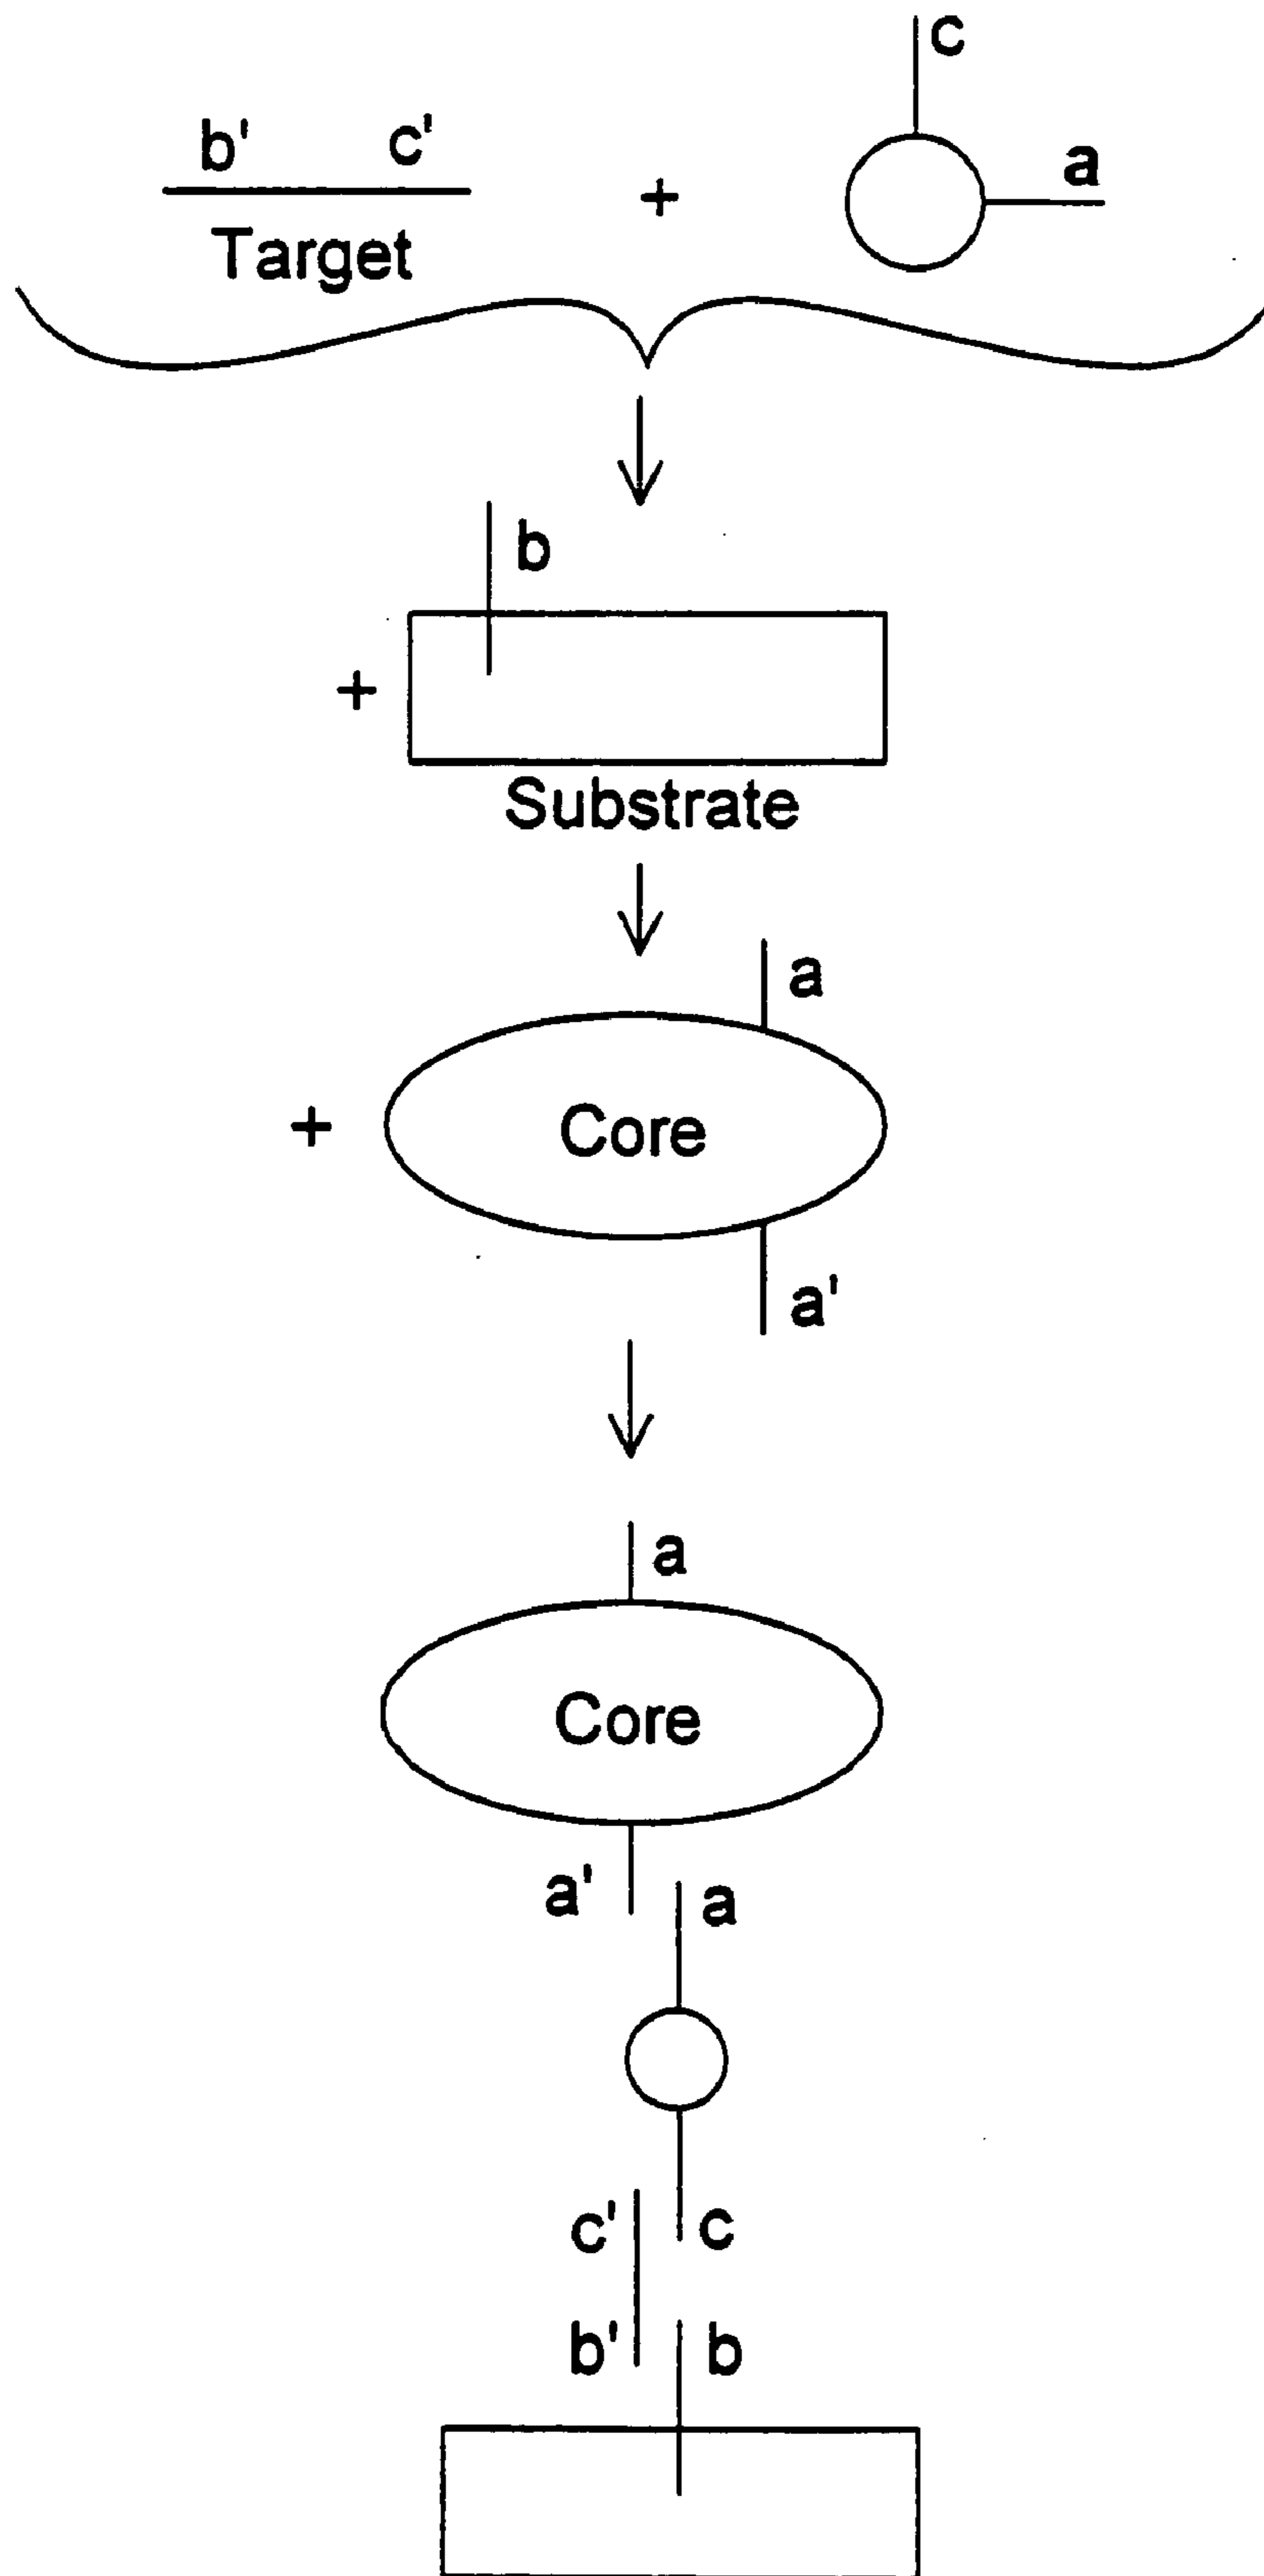 c
b' c' + a
Target
b
+
Substrate
a
+ Core
a'
a
Core
a' a
c' c
b' b